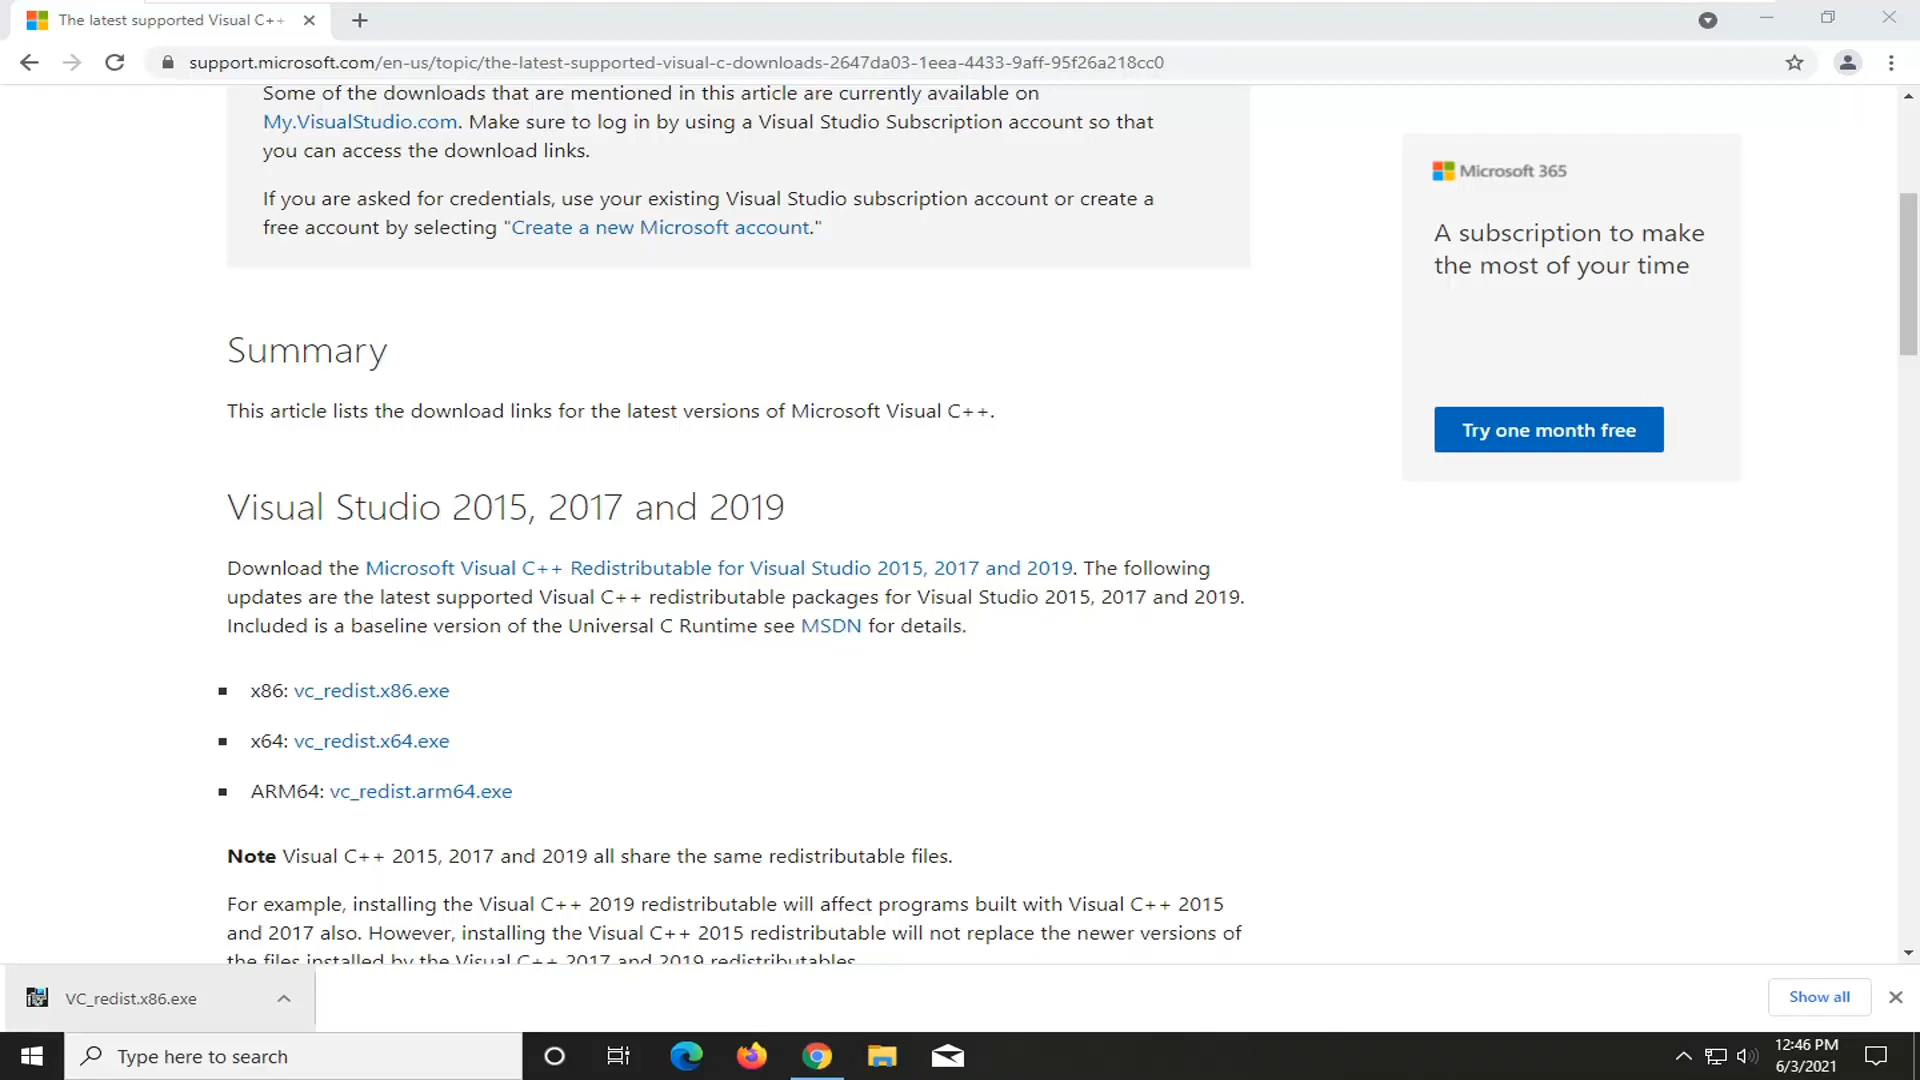 The latest supported Visual C++
support.microsoft.com/en-us/topic/the-latest-supported-visual-c-downloads-2647da03-1eea-4433-9aff-95f26a218cc0
Some of the downloads that are mentioned in this article are currently available on
My.VisualStudio.com. Make sure to log in by using a Visual Studio Subscription account so that
you can access the download links.
If you are asked for credentials, use your existing Visual Studio subscription account or create a
free account by selecting "Create a new Microsoft account."
Microsoft 365
A subscription to make
the most of your time
Try one month free
Summary
This article lists the download links for the latest versions of Microsoft Visual C++.
Visual Studio 2015, 2017 and 2019
Download the Microsoft Visual C++ Redistributable for Visual Studio 2015, 2017 and 2019. The following
updates are the latest supported Visual C++ redistributable packages for Visual Studio 2015, 2017 and 2019.
Included is a baseline version of the Universal C Runtime see MSDN for details.
x86: vc_redist.x86.exe
x64: vc_redist.x64.exe
ARM64: vc_redist.arm64.exe
Note Visual C++ 2015, 2017 and 2019 all share the same redistributable files.
For example, installing the Visual C++ 2019 redistributable will affect programs built with Visual C++ 2015
and 2017 also. However, installing the Visual C++ 2015 redistributable will not replace the newer versions of
the files installed by the Visual C++ 2017 and 2019 redistributables.
VC_redist.x86.exe
Show all
Type here to search
12:46 PM
6/3/2021